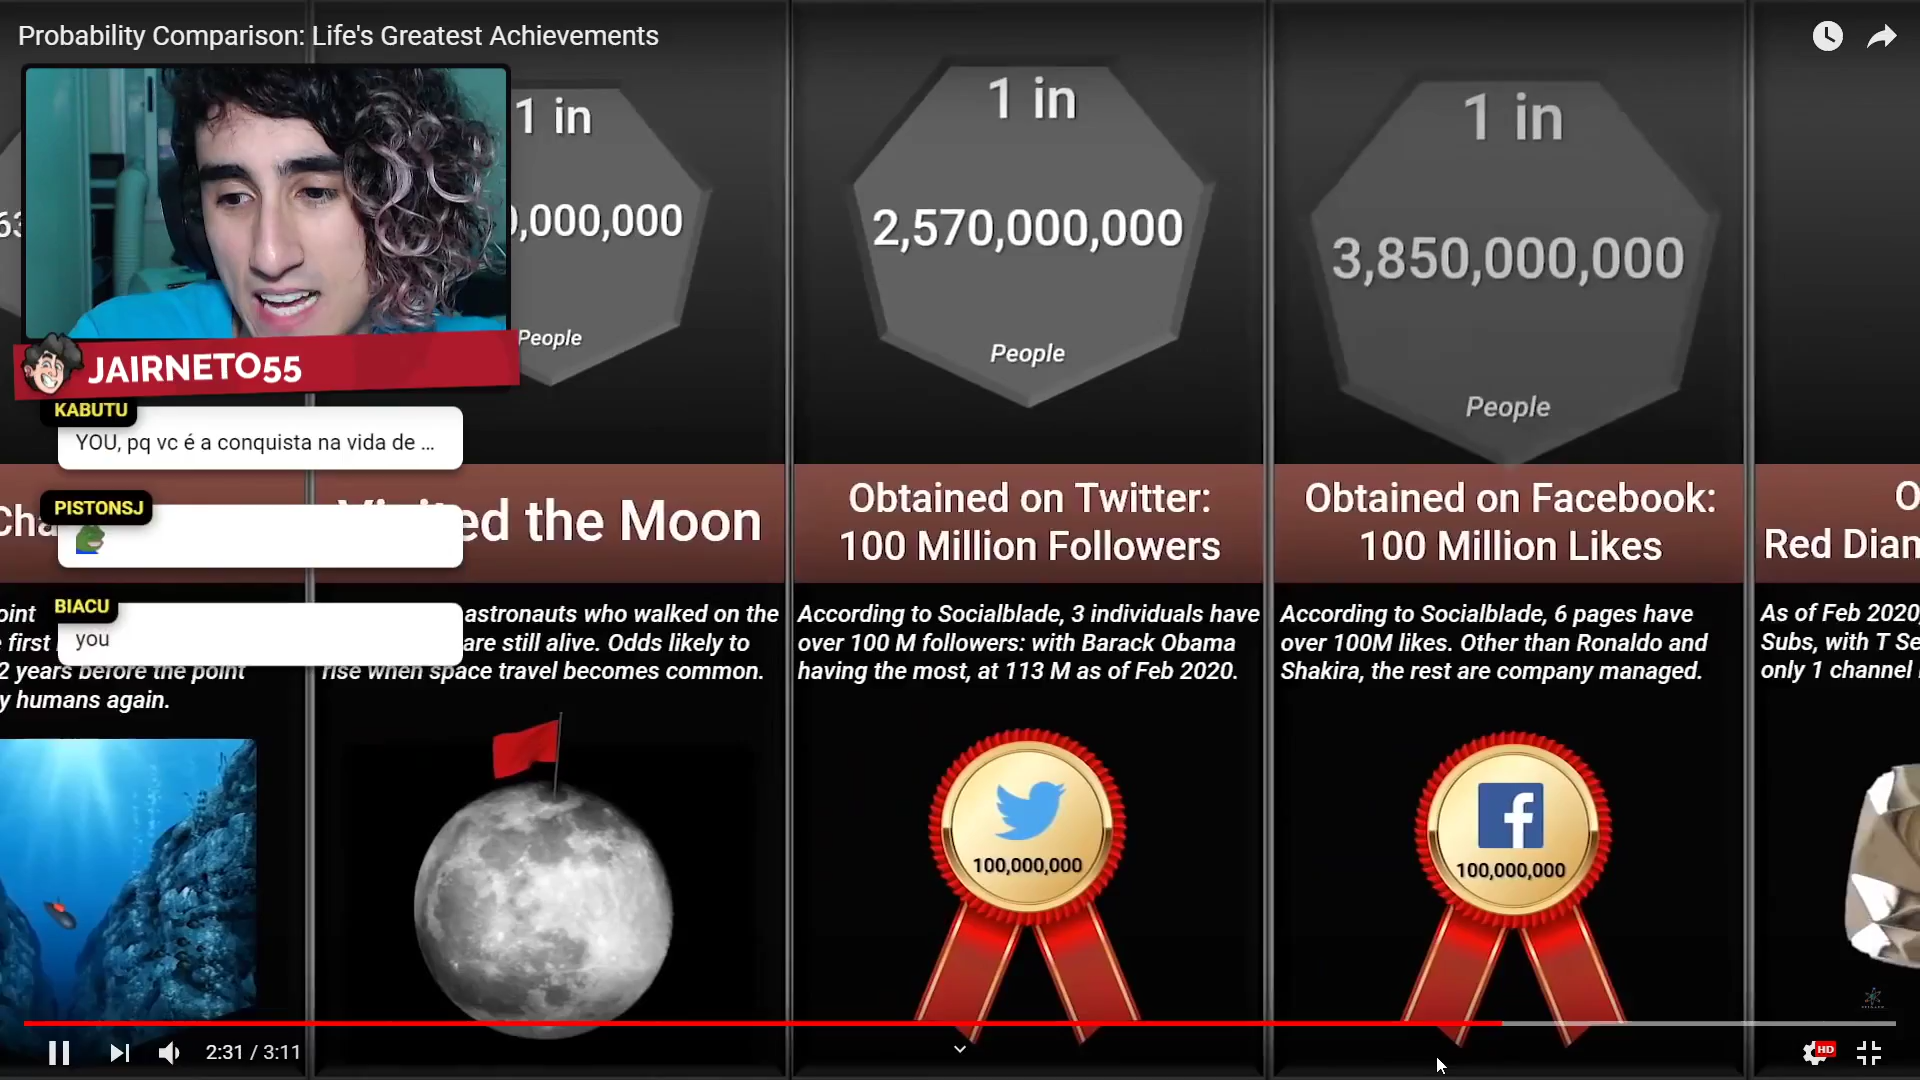 Probability Comparison: Life's Greatest Achievements
63
1 in
0,000,000
People
1 in
2,570,000,000
People
1 in
3,850,000,000
People
JAIRNETO55
KABUTU
YOU, pq vc é a conquista na vida de ...
PISTONSJ
BIACU
you
Cha
Visited the Moon
Obtained on Twitter:
100 Million Followers
Obtained on Facebook:
100 Million Likes
O
Red Diam
oint
e first
2 years before the point
y humans again.
astronauts who walked on the
are still alive. Odds likely to
rise when space travel becomes common.
According to Socialblade, 3 individuals have
over 100 M followers: with Barack Obama
having the most, at 113 M as of Feb 2020.
According to Socialblade, 6 pages have
over 100M likes. Other than Ronaldo and
Shakira, the rest are company managed.
As of Feb 2020,
Subs, with T Se
only 1 channel
100,000,000
100,000,000
2:31 / 3:11
HD